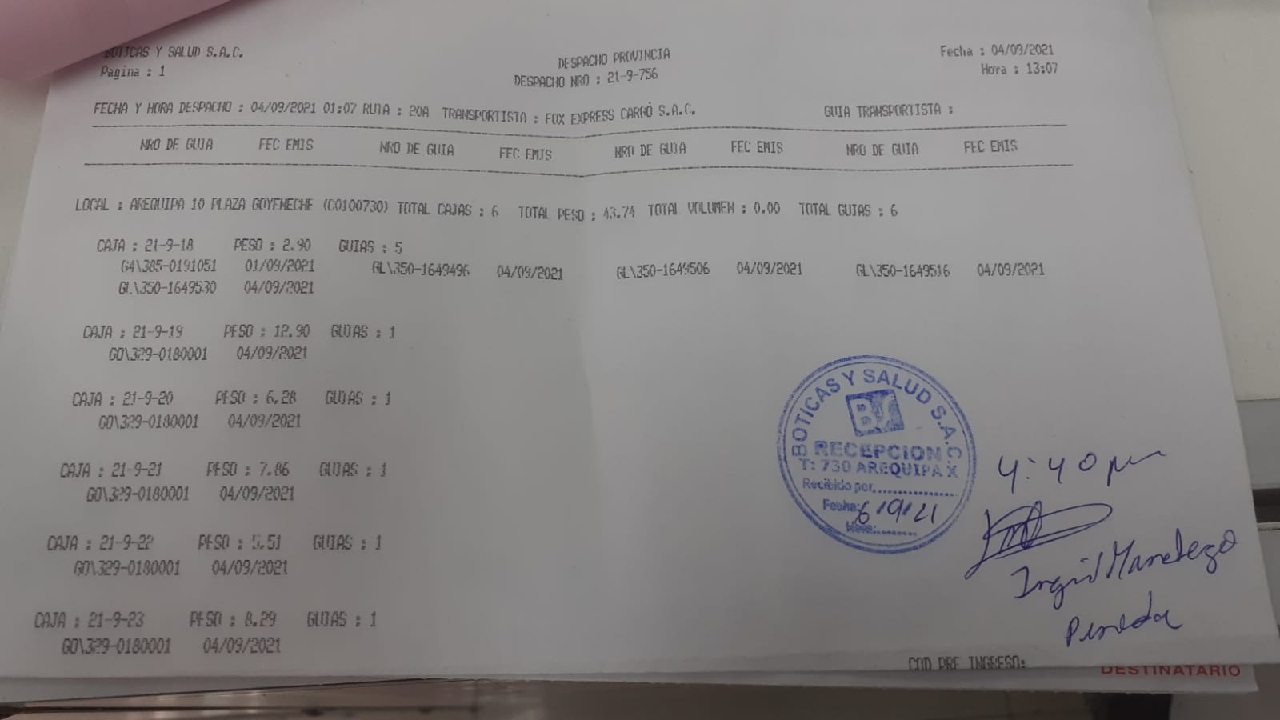 BOTICAS Y SALUD S.A.C. DESPACHO PROVINCIA Fecha : 04/09/2021
Pagina : 1 DESPACHO NRO : 21-9-756 Hora : 13:07
FECHA Y HORA DESPACHO : 04/09/2021 01:07 RUTA : 20A TRANSPORTISTA : FOX EXPRESS CARGO S.A.C. GUIA TRANSPORTISTA :
NRO DE GUIA FEC EMIS NRO DE GUIA FEC EMIS NRO DE GUIA FEC EMIS NRO DE GUIA FEC EMIS
LOCAL : AREQUIPA 10 PLAZA GOYENECHE (00100730) TOTAL CAJAS : 6 TOTAL PESO : 43.74 TOTAL VOLUMEN : 0.00 TOTAL GUIAS : 6
CAJA : 21-9-18 PESO : 2.90 GUIAS : 5
G4\385-0191051 01/09/2021 GL\350-1649496 04/09/2021 GL\350-1649506 04/09/2021 GL\350-1649516 04/09/2021
GL\350-1649530 04/09/2021
CAJA : 21-9-19 PESO : 12.90 GUIAS : 1
GO\329-0180001 04/09/2021
CAJA : 21-9-20 PESO : 6.28 GUIAS : 1
GO\329-0180001 04/09/2021
CAJA : 21-9-21 PESO : 7.86 GUIAS : 1
GO\329-0180001 04/09/2021
CAJA : 21-9-22 PESO : 5.51 GUIAS : 1
GO\329-0180001 04/09/2021
CAJA : 21-9-23 PESO : 8.29 GUIAS : 1
GO\329-0180001 04/09/2021
BOTICAS Y SALUD S.A.C
RECEPCION
T: 730 AREQUIPA X
Recibido por
Fecha: 6/9/21
4:40 pm
Ingrid
COD PRE INGRESO:
DESTINATARIO